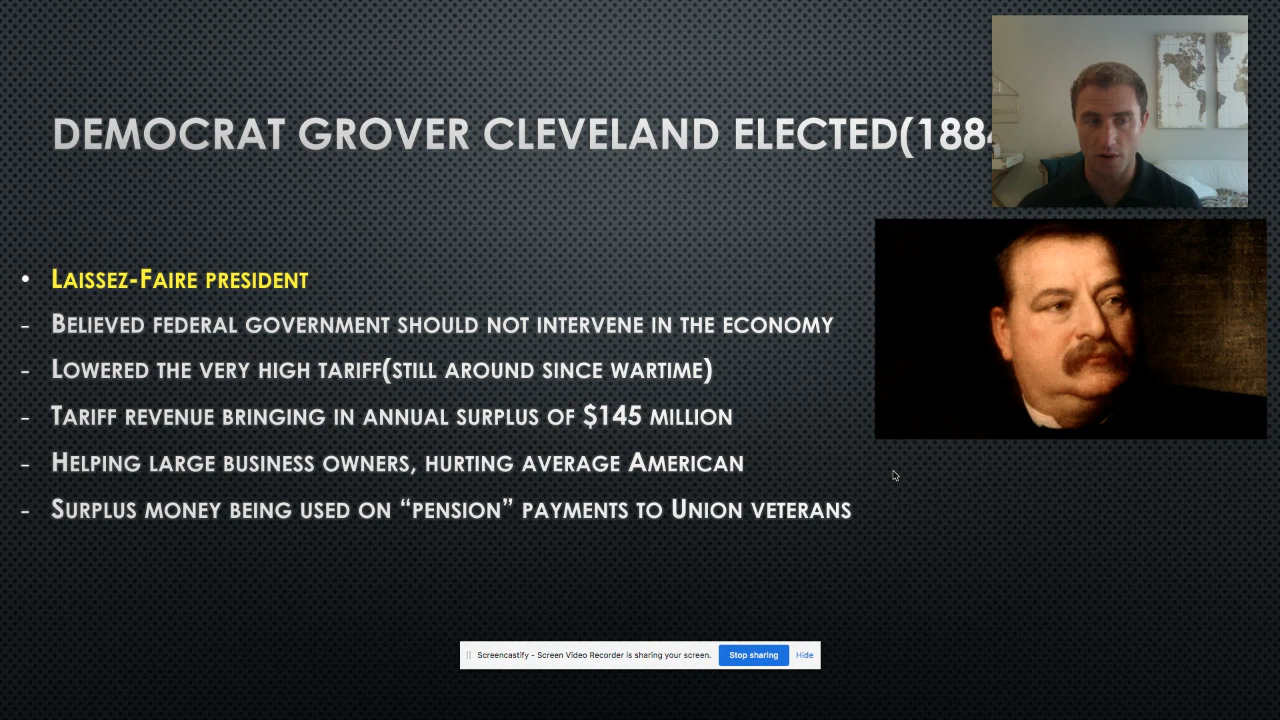 DEMOCRAT GROVER CLEVELAND ELECTED(188
• LAISSEZ-FAIRE PRESIDENT
- BELIEVED FEDERAL GOVERNMENT SHOULD NOT INTERVENE IN THE ECONOMY
- LOWERED THE VERY HIGH TARIFF(STILL AROUND SINCE WARTIME)
- TARIFF REVENUE BRINGING IN ANNUAL SURPLUS OF $145 MILLION
- HELPING LARGE BUSINESS OWNERS, HURTING AVERAGE AMERICAN
- SURPLUS MONEY BEING USED ON “PENSION” PAYMENTS TO UNION VETERANS
Screencastify - Screen Video Recorder is sharing your screen. Stop sharing Hide